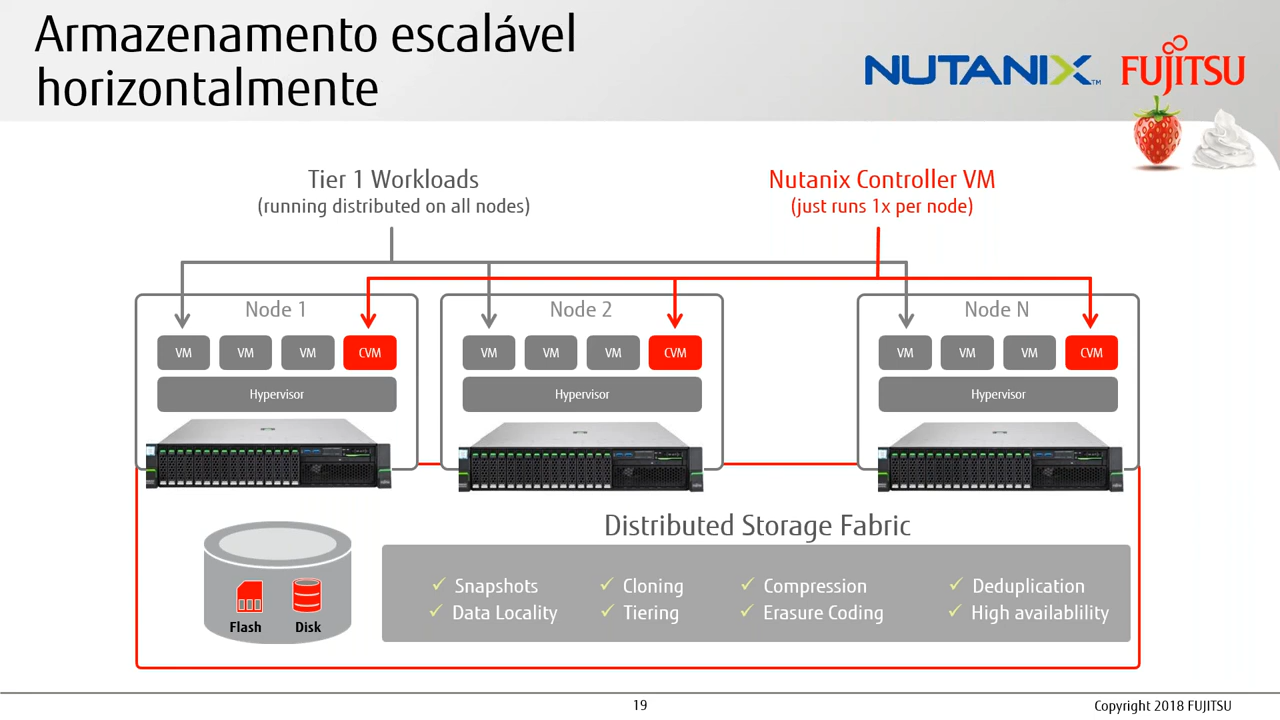 Armazenamento escalável
horizontalmente
NUTANIX™
FUJITSU
Tier 1 Workloads
(running distributed on all nodes)
Nutanix Controller VM
(just runs 1x per node)
Node 1
VM VM VM CVM
Hypervisor
Node 2
VM VM VM CVM
Hypervisor
Node N
VM VM VM CVM
Hypervisor
Distributed Storage Fabric
Flash Disk
✓ Snapshots ✓ Cloning ✓ Compression ✓ Deduplication
✓ Data Locality ✓ Tiering ✓ Erasure Coding ✓ High availablility
19
Copyright 2018 FUJITSU